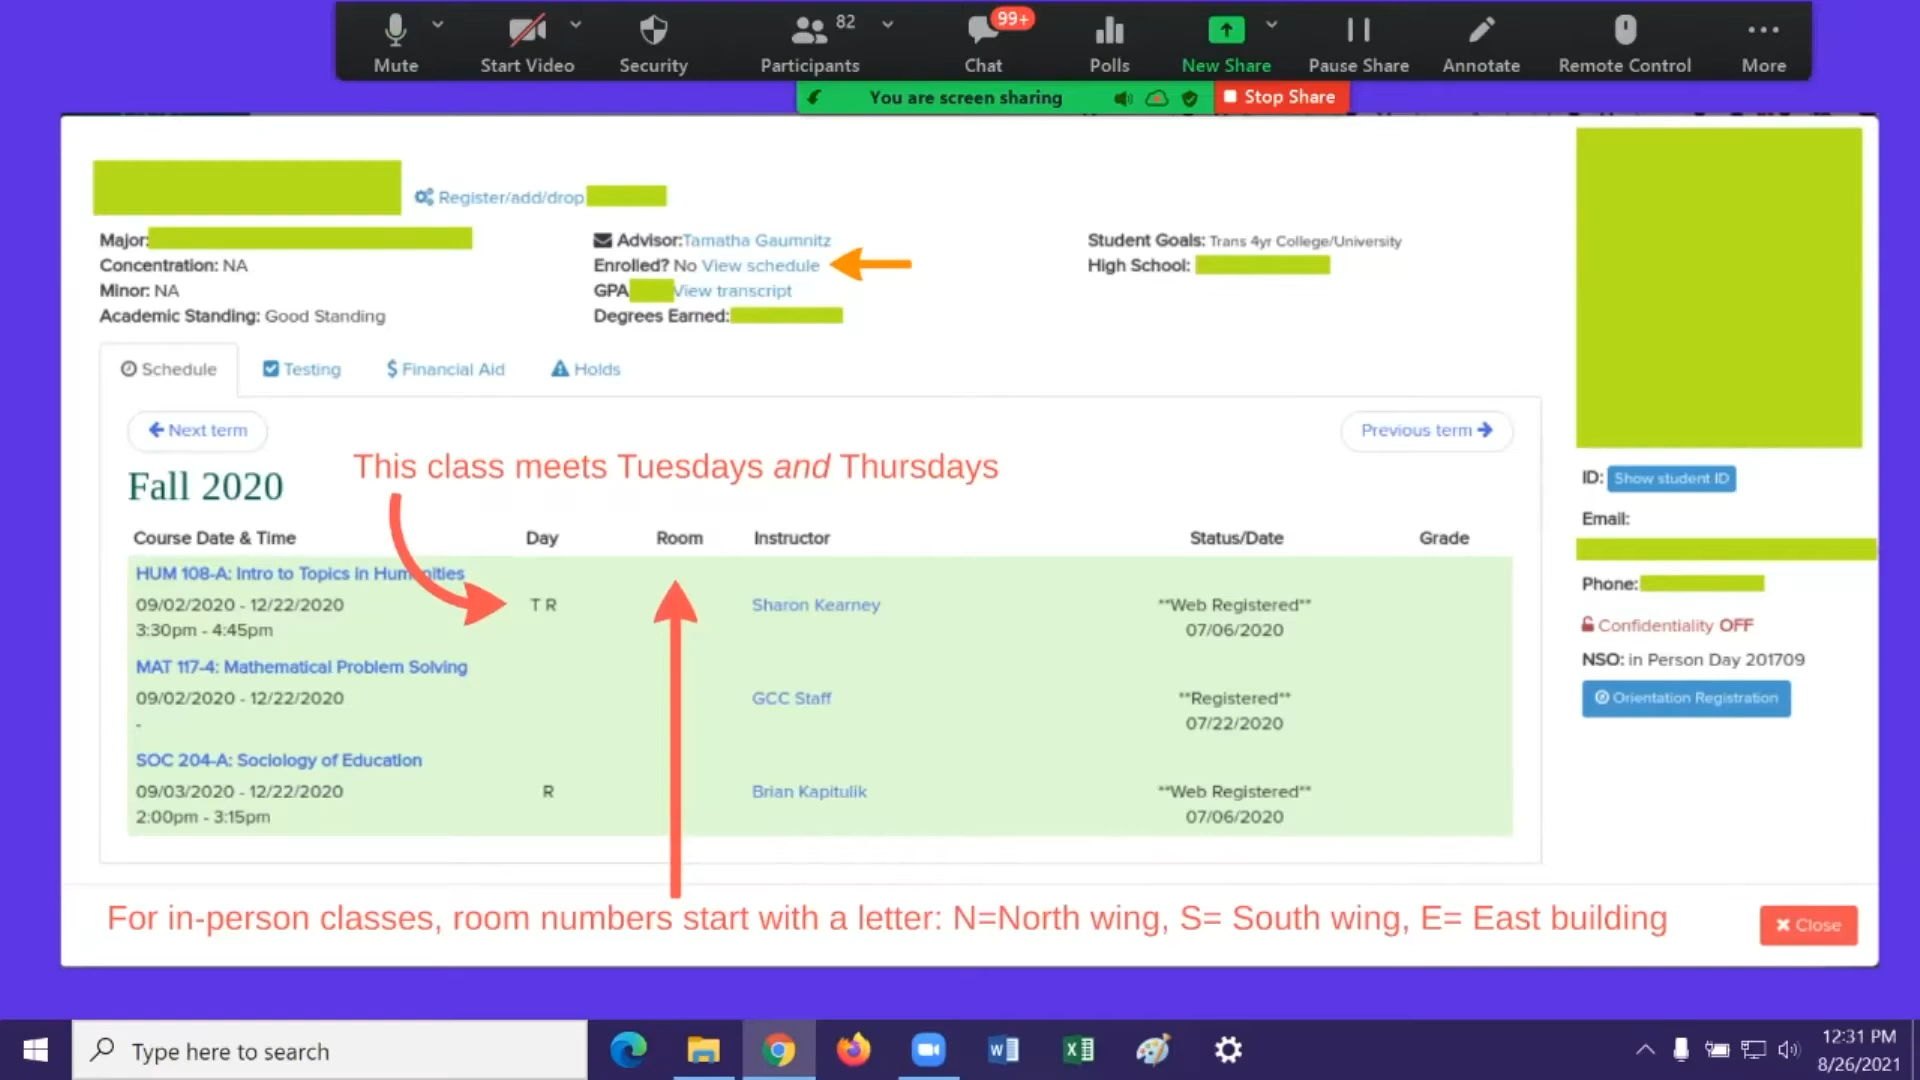 82
99+
Mute
Start Video
Security
Participants
Chat
Polls
New Share
Pause Share
Annotate
Remote Control
More
You are screen sharing
Stop Share
Register/add/drop
Major:
Concentration: NA
Minor: NA
Academic Standing: Good Standing
Advisor:Tamatha Gaumnitz
Enrolled? No View schedule
GPA View transcript
Degrees Earned:
Student Goals: Trans 4yr College/University
High School:
Schedule
Testing
$ Financial Aid
Holds
Next term
Previous term
This class meets Tuesdays and Thursdays
Fall 2020
Course Date & Time Day Room Instructor Status/Date Grade
HUM 108-A: Intro to Topics in Humanities
09/02/2020 - 12/22/2020 T R Sharon Kearney **Web Registered**
3:30pm - 4:45pm 07/06/2020
MAT 117-4: Mathematical Problem Solving
09/02/2020 - 12/22/2020 GCC Staff **Registered**
- 07/22/2020
SOC 204-A: Sociology of Education
09/03/2020 - 12/22/2020 R Brian Kapitulik **Web Registered**
2:00pm - 3:15pm 07/06/2020
ID: Show student ID
Email:
Phone:
Confidentiality OFF
NSO: in Person Day 201709
Orientation Registration
For in-person classes, room numbers start with a letter: N=North wing, S= South wing, E= East building
Close
Type here to search
12:31 PM
8/26/2021